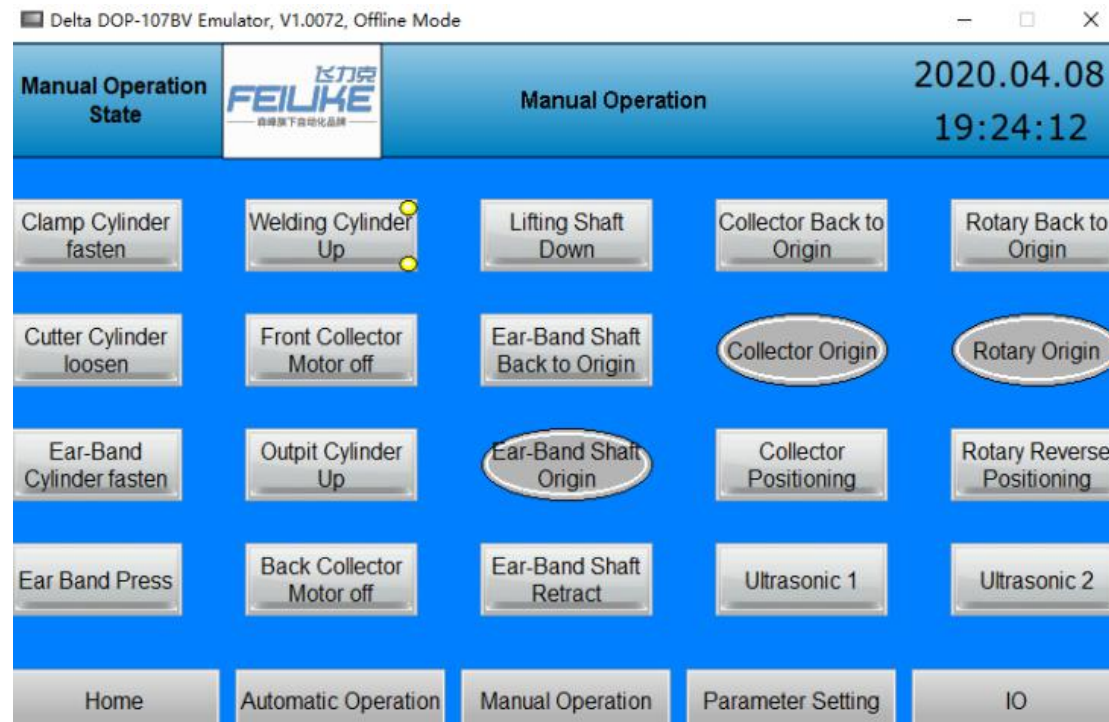 Delta DOP-107BV Emulator, V1.0072, Offline Mode
Manual Operation
State
飞力克
FEILIKE
Manual Operation
2020.04.08
19:24:12
Clamp Cylinder
fasten
Welding Cylinder
Up
Lifting Shaft
Down
Collector Back to
Origin
Rotary Back to
Origin
Cutter Cylinder
loosen
Front Collector
Motor off
Ear-Band Shaft
Back to Origin
Collector Origin
Rotary Origin
Ear-Band
Cylinder fasten
Outpit Cylinder
Up
Ear-Band Shaft
Origin
Collector
Positioning
Rotary Reverse
Positioning
Ear Band Press
Back Collector
Motor off
Ear-Band Shaft
Retract
Ultrasonic 1
Ultrasonic 2
Home
Automatic Operation
Manual Operation
Parameter Setting
IO